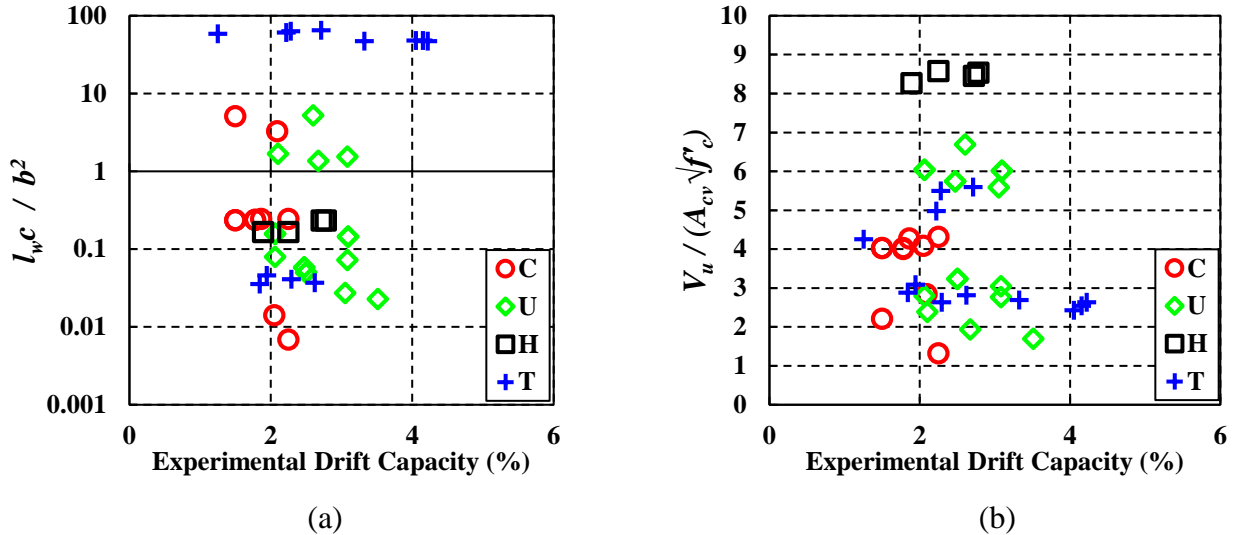 100
10
1
0.1
0.01
0.001
l_w c / b²
0 2 4 6
Experimental Drift Capacity (%)
C
U
H
T
(a)
10
9
8
7
6
5
4
3
2
1
0
V_u / (A_cv √f'_c)
0 2 4 6
Experimental Drift Capacity (%)
C
U
H
T
(b)